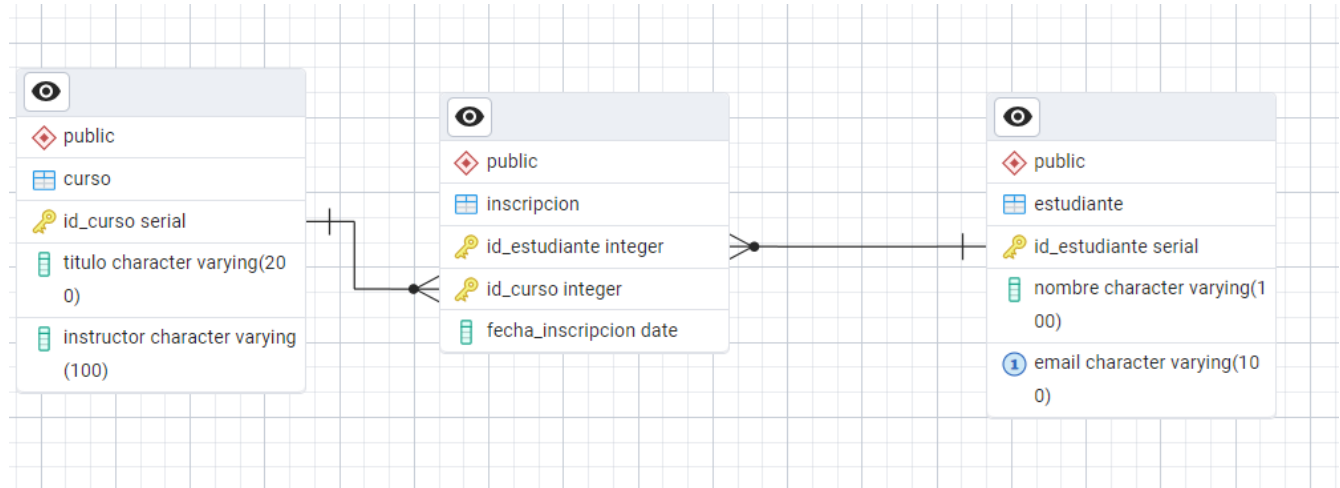 public
curso
id_curso serial
titulo character varying(20
0)
instructor character varying
(100)
public
inscripcion
id_estudiante integer
id_curso integer
fecha_inscripcion date
public
estudiante
id_estudiante serial
nombre character varying(1
00)
1
email character varying(10
0)